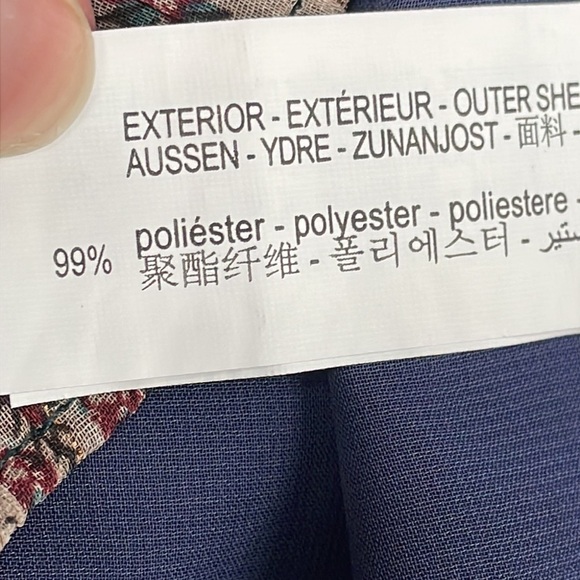 EXTERIOR - EXTÉRIEUR - OUTER SHE
AUSSEN - YDRE - ZUNANJOST - 面料 -
99% poliéster - polyester - poliestere -
聚酯纤维 - 폴리에스터 -